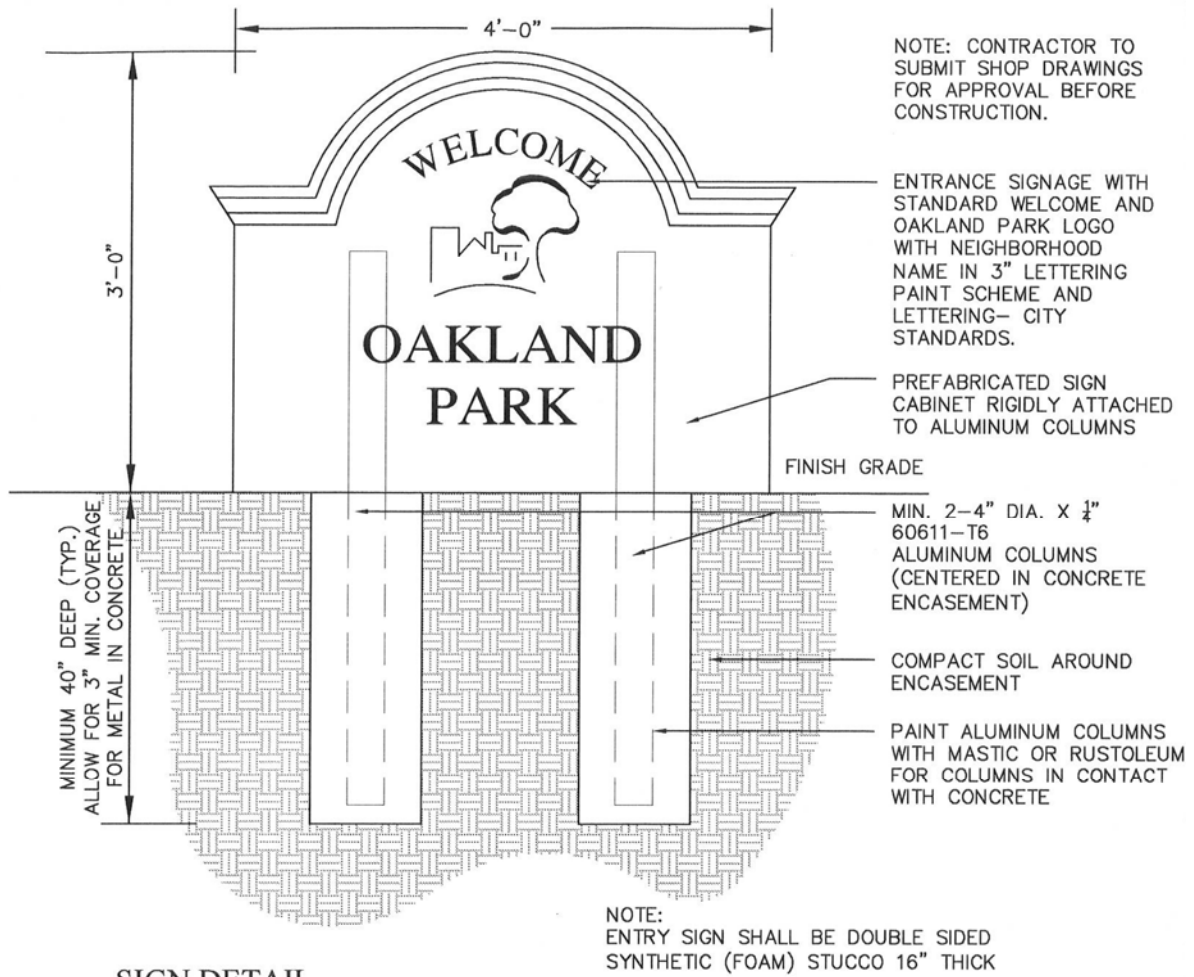 4'-0"
NOTE: CONTRACTOR TO
SUBMIT SHOP DRAWINGS
FOR APPROVAL BEFORE
CONSTRUCTION.
WELCOME
ENTRANCE SIGNAGE WITH
STANDARD WELCOME AND
OAKLAND PARK LOGO
WITH NEIGHBORHOOD
NAME IN 3" LETTERING
PAINT SCHEME AND
LETTERING– CITY
STANDARDS.
3'-0"
OAKLAND
PARK
PREFABRICATED SIGN
CABINET RIGIDLY ATTACHED
TO ALUMINUM COLUMNS
FINISH GRADE
MINIMUM 40" DEEP (TYP.)
ALLOW FOR 3" MIN. COVERAGE
FOR METAL IN CONCRETE
MIN. 2–4" DIA. X ¼"
60611–T6
ALUMINUM COLUMNS
(CENTERED IN CONCRETE
ENCASEMENT)
COMPACT SOIL AROUND
ENCASEMENT
PAINT ALUMINUM COLUMNS
WITH MASTIC OR RUSTOLEUM
FOR COLUMNS IN CONTACT
WITH CONCRETE
NOTE:
ENTRY SIGN SHALL BE DOUBLE SIDED
SYNTHETIC (FOAM) STUCCO 16" THICK
SIGN DETAIL